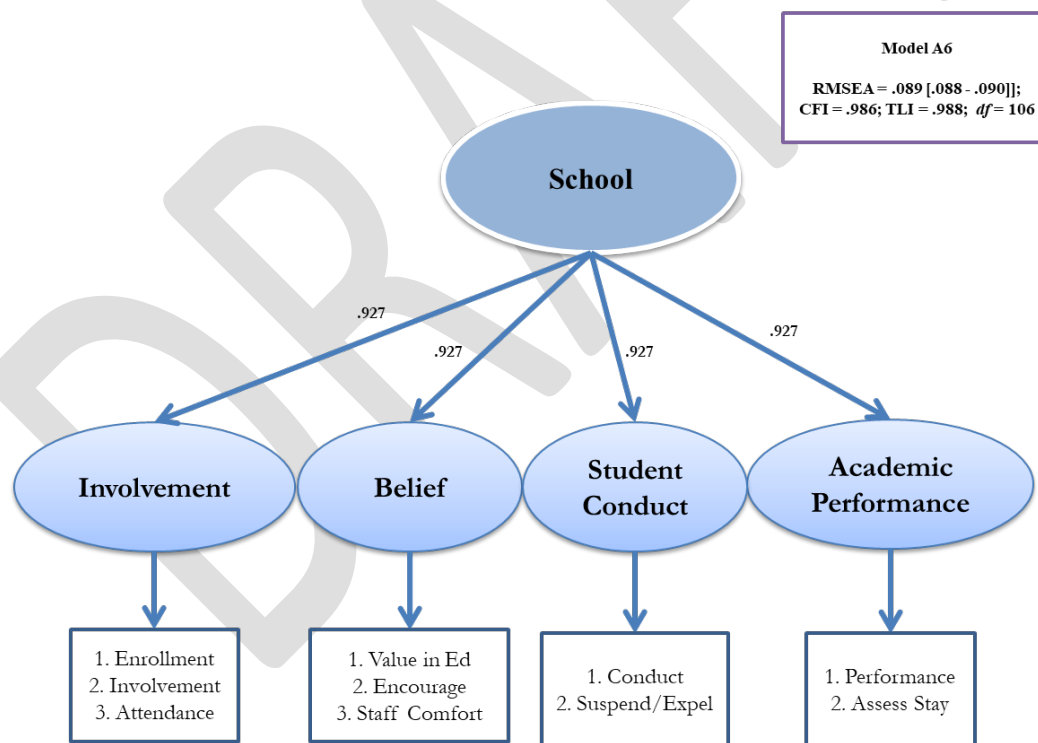 Model A6
RMSEA = .089 [.088 - .090]];
CFI = .986; TLI = .988; df = 106
School
.927
.927
.927
.927
Involvement
Belief
Student
Conduct
Academic
Performance
1. Enrollment
2. Involvement
3. Attendance
1. Value in Ed
2. Encourage
3. Staff Comfort
1. Conduct
2. Suspend/Expel
1. Performance
2. Assess Stay
DRAF